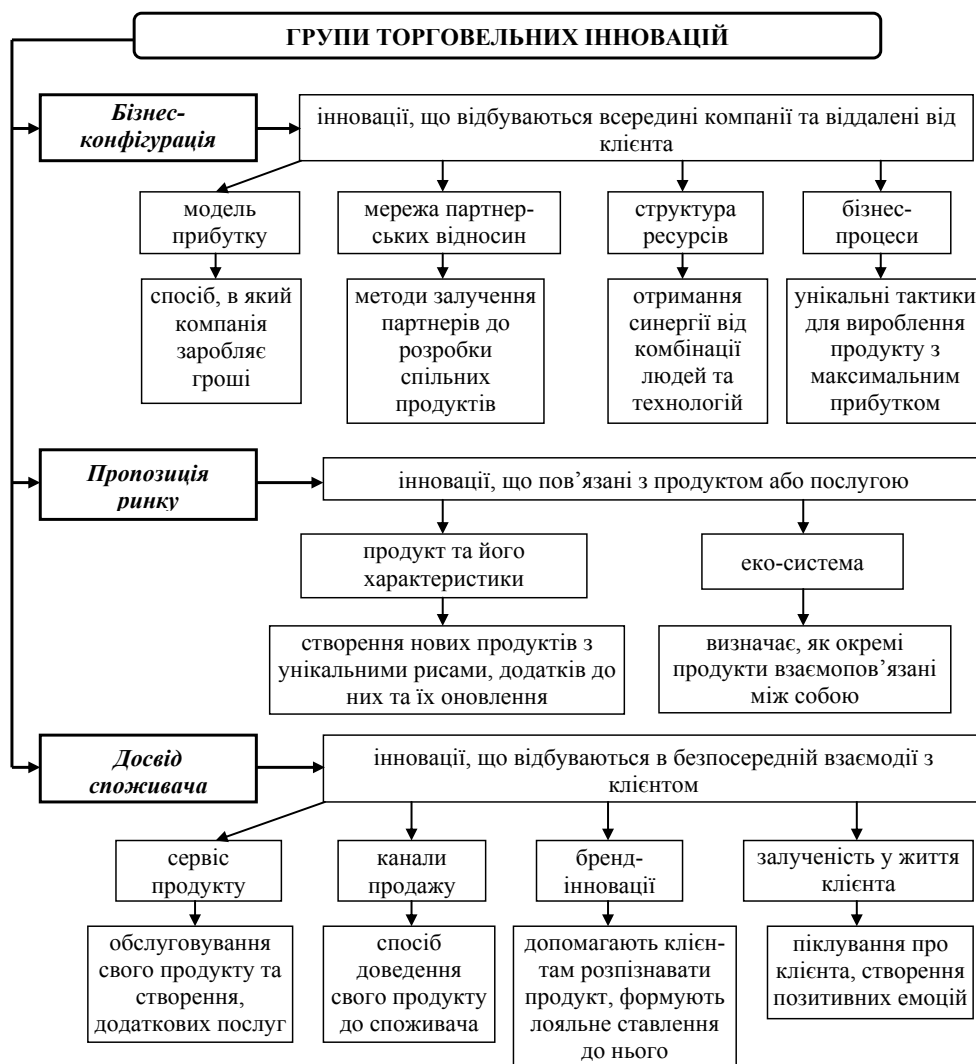 ГРУПИ ТОРГОВЕЛЬНИХ ІННОВАЦІЙ
Бізнес-
конфігурація
інновації, що відбуваються всередині компанії та віддалені від
клієнта
модель
прибутку
мережа партнер-
ських відносин
структура
ресурсів
бізнес-
процеси
спосіб, в який
компанія
заробляє
гроші
методи залучення
партнерів до
розробки
спільних
продуктів
отримання
синергії від
комбінації
людей та
технологій
унікальні тактики
для вироблення
продукту з
максимальним
прибутком
Пропозиція
ринку
інновації, що пов’язані з продуктом або послугою
продукт та його
характеристики
еко-система
створення нових продуктів з
унікальними рисами, додатків до
них та їх оновлення
визначає, як окремі
продукти взаємопов’язані
між собою
Досвід
споживача
інновації, що відбуваються в безпосередній взаємодії з
клієнтом
сервіс
продукту
канали
продажу
бренд-
інновації
залученість у життя
клієнта
обслуговування
свого продукту та
створення,
додаткових послуг
спосіб
доведення
свого продукту
до споживача
допомагають клієн-
там розпізнавати
продукт, формують
лояльне ставлення
до нього
піклування про
клієнта, створення
позитивних емоцій